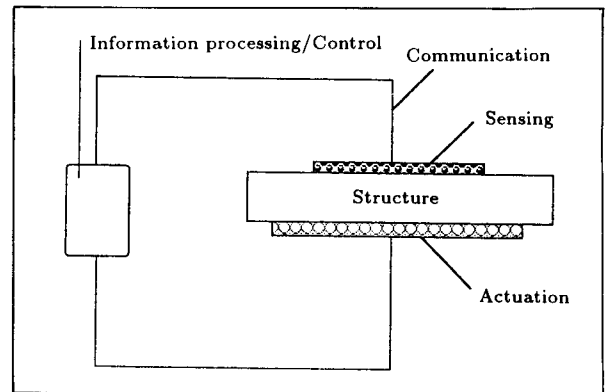 Information processing/Control
Communication
Sensing
Structure
Actuation